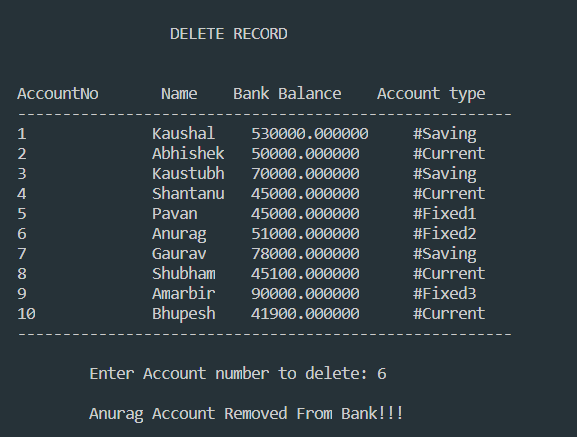 DELETE RECORD
AccountNo Name Bank Balance Account type
-------------------------------------------------------
1 Kaushal 530000.000000 #Saving
2 Abhishek 50000.000000 #Current
3 Kaustubh 70000.000000 #Saving
4 Shantanu 45000.000000 #Current
5 Pavan 45000.000000 #Fixed1
6 Anurag 51000.000000 #Fixed2
7 Gaurav 78000.000000 #Saving
8 Shubham 45100.000000 #Current
9 Amarbir 90000.000000 #Fixed3
10 Bhupesh 41900.000000 #Current
-------------------------------------------------------
Enter Account number to delete: 6
Anurag Account Removed From Bank!!!